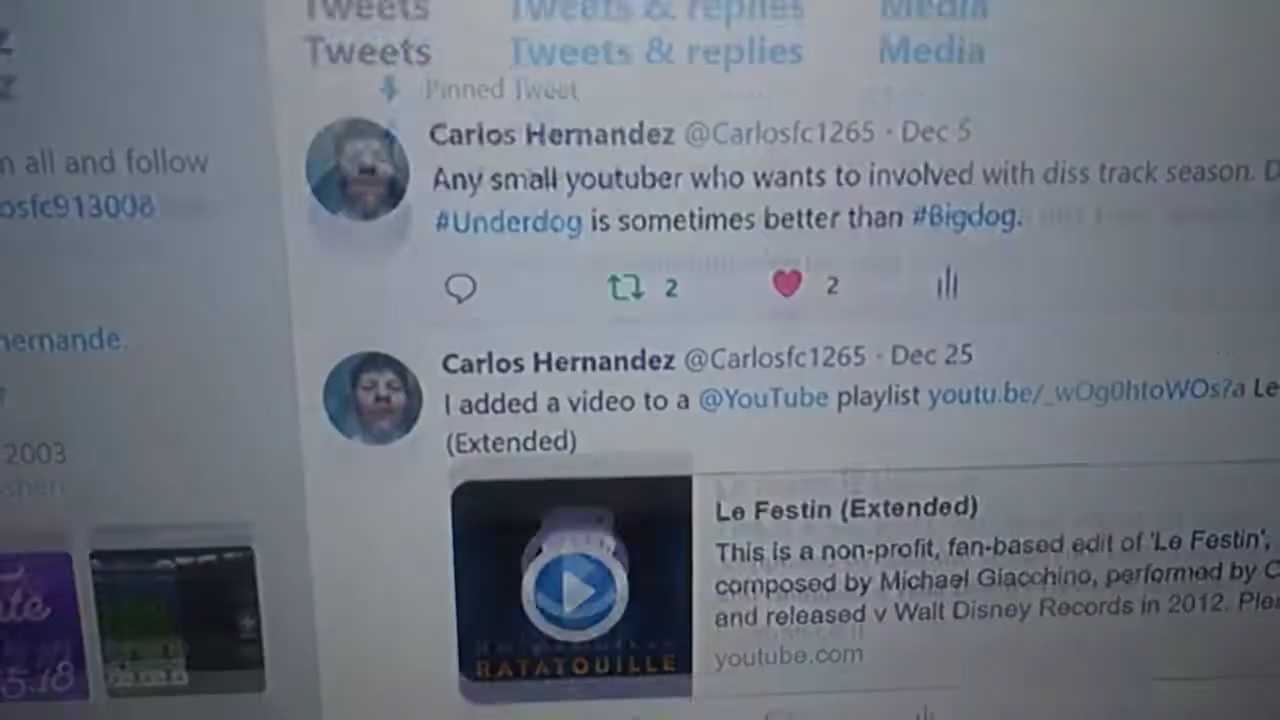 Tweets Tweets & replies Media
Tweets Tweets & replies Media
Pinned Tweet
Carlos Hernandez @Carlosfc1265 · Dec 5
Any small youtuber who wants to involved with diss track season. D
#Underdog is sometimes better than #Bigdog.
2 2
Carlos Hernandez @Carlosfc1265 · Dec 25
I added a video to a @YouTube playlist youtu.be/_wOg0htoWOs?a Le
(Extended)
RATATOUILLE
Le Festin (Extended)
This is a non-profit, fan-based edit of 'Le Festin',
composed by Michael Giacchino, performed by C
and released v Walt Disney Records in 2012. Plea
youtube.com
n all and follow
osfc913008
hernande.
2003
5.18